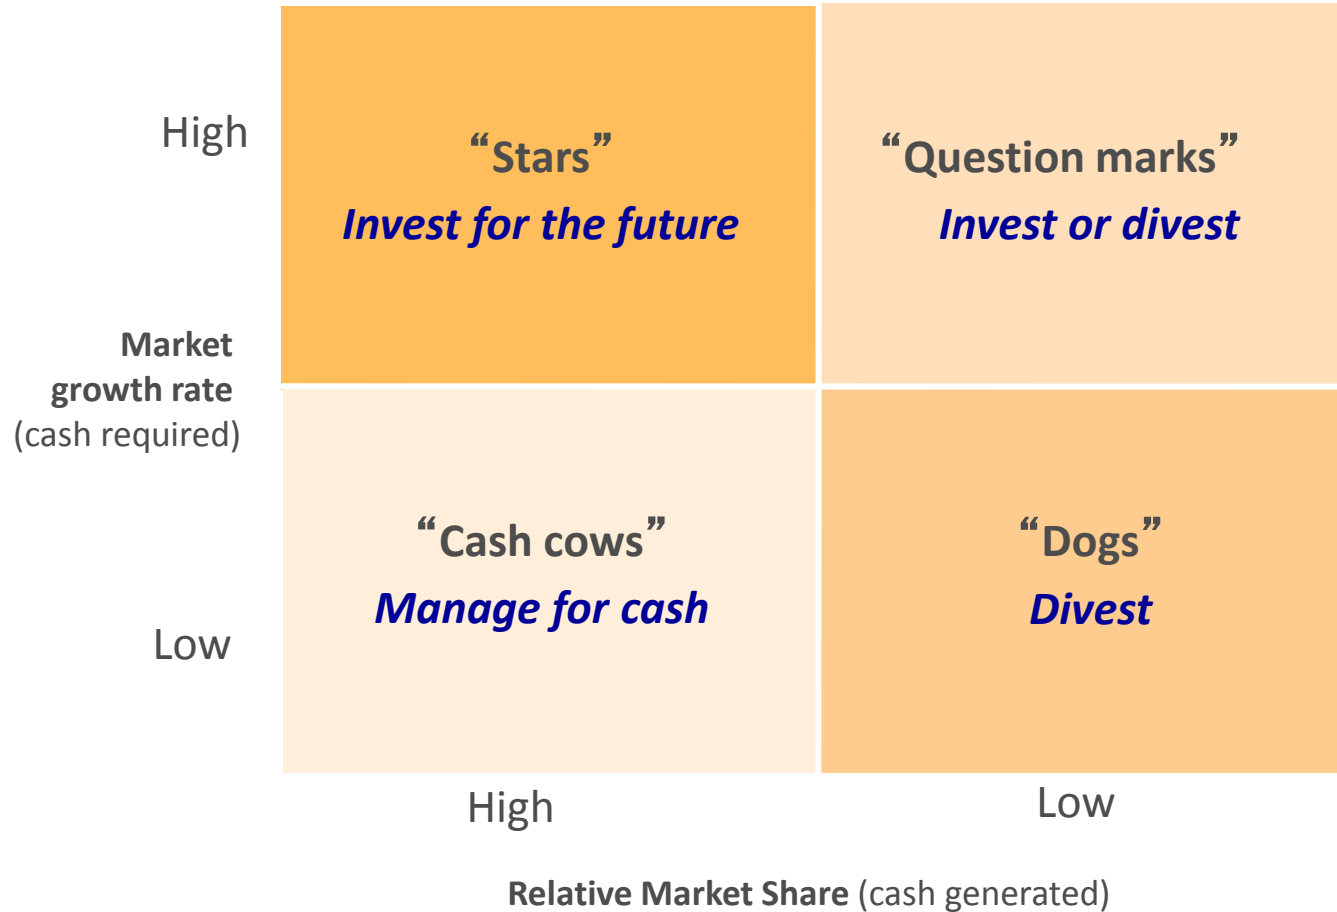 High
“Stars”
Invest for the future
“Question marks”
Invest or divest
Market
growth rate
(cash required)
“Cash cows”
Manage for cash
“Dogs”
Divest
Low
High
Low
Relative Market Share (cash generated)